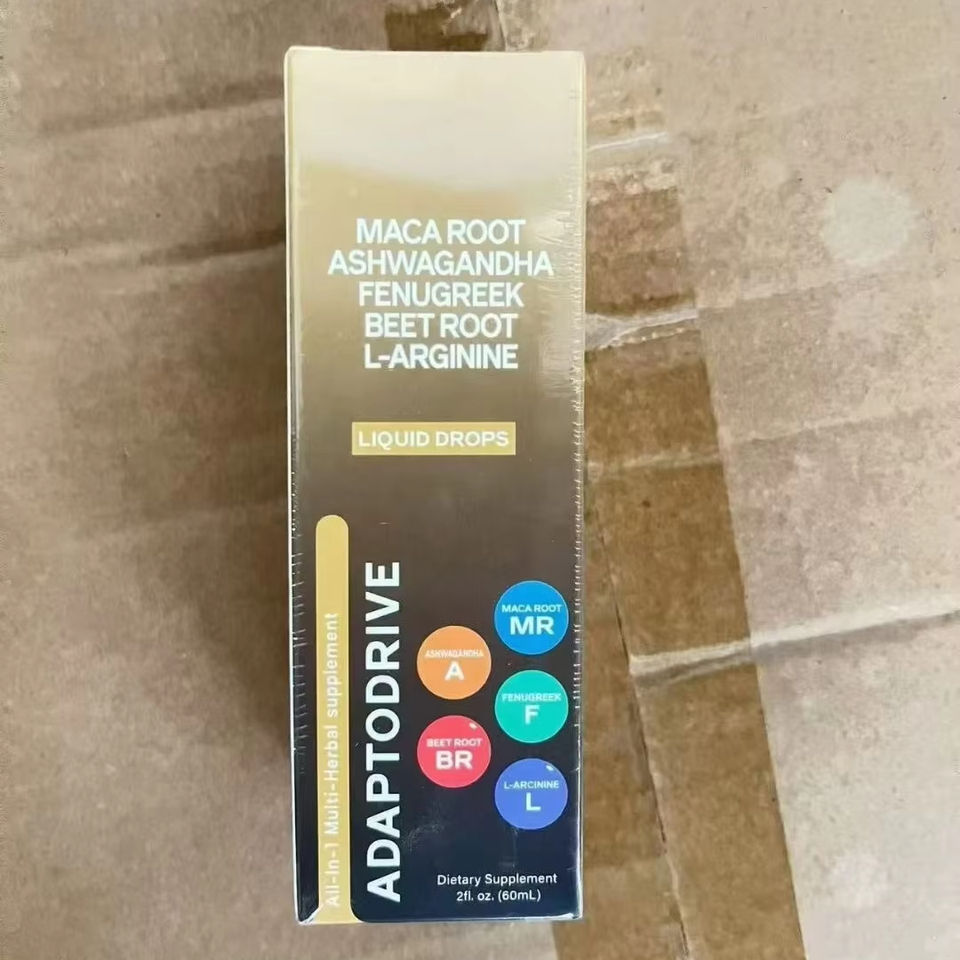 MACA ROOT
ASHWAGANDHA
FENUGREEK
BEET ROOT
L-ARGININE
LIQUID DROPS
All-In-1 Multi-Herbal supplement
ADAPTODRIVE
MACA ROOT
MR
ASHWAGANDHA
A
FENUGREEK
F
BEET ROOT
BR
L-ARCININE
L
Dietary Supplement
2fl. oz. (60mL)